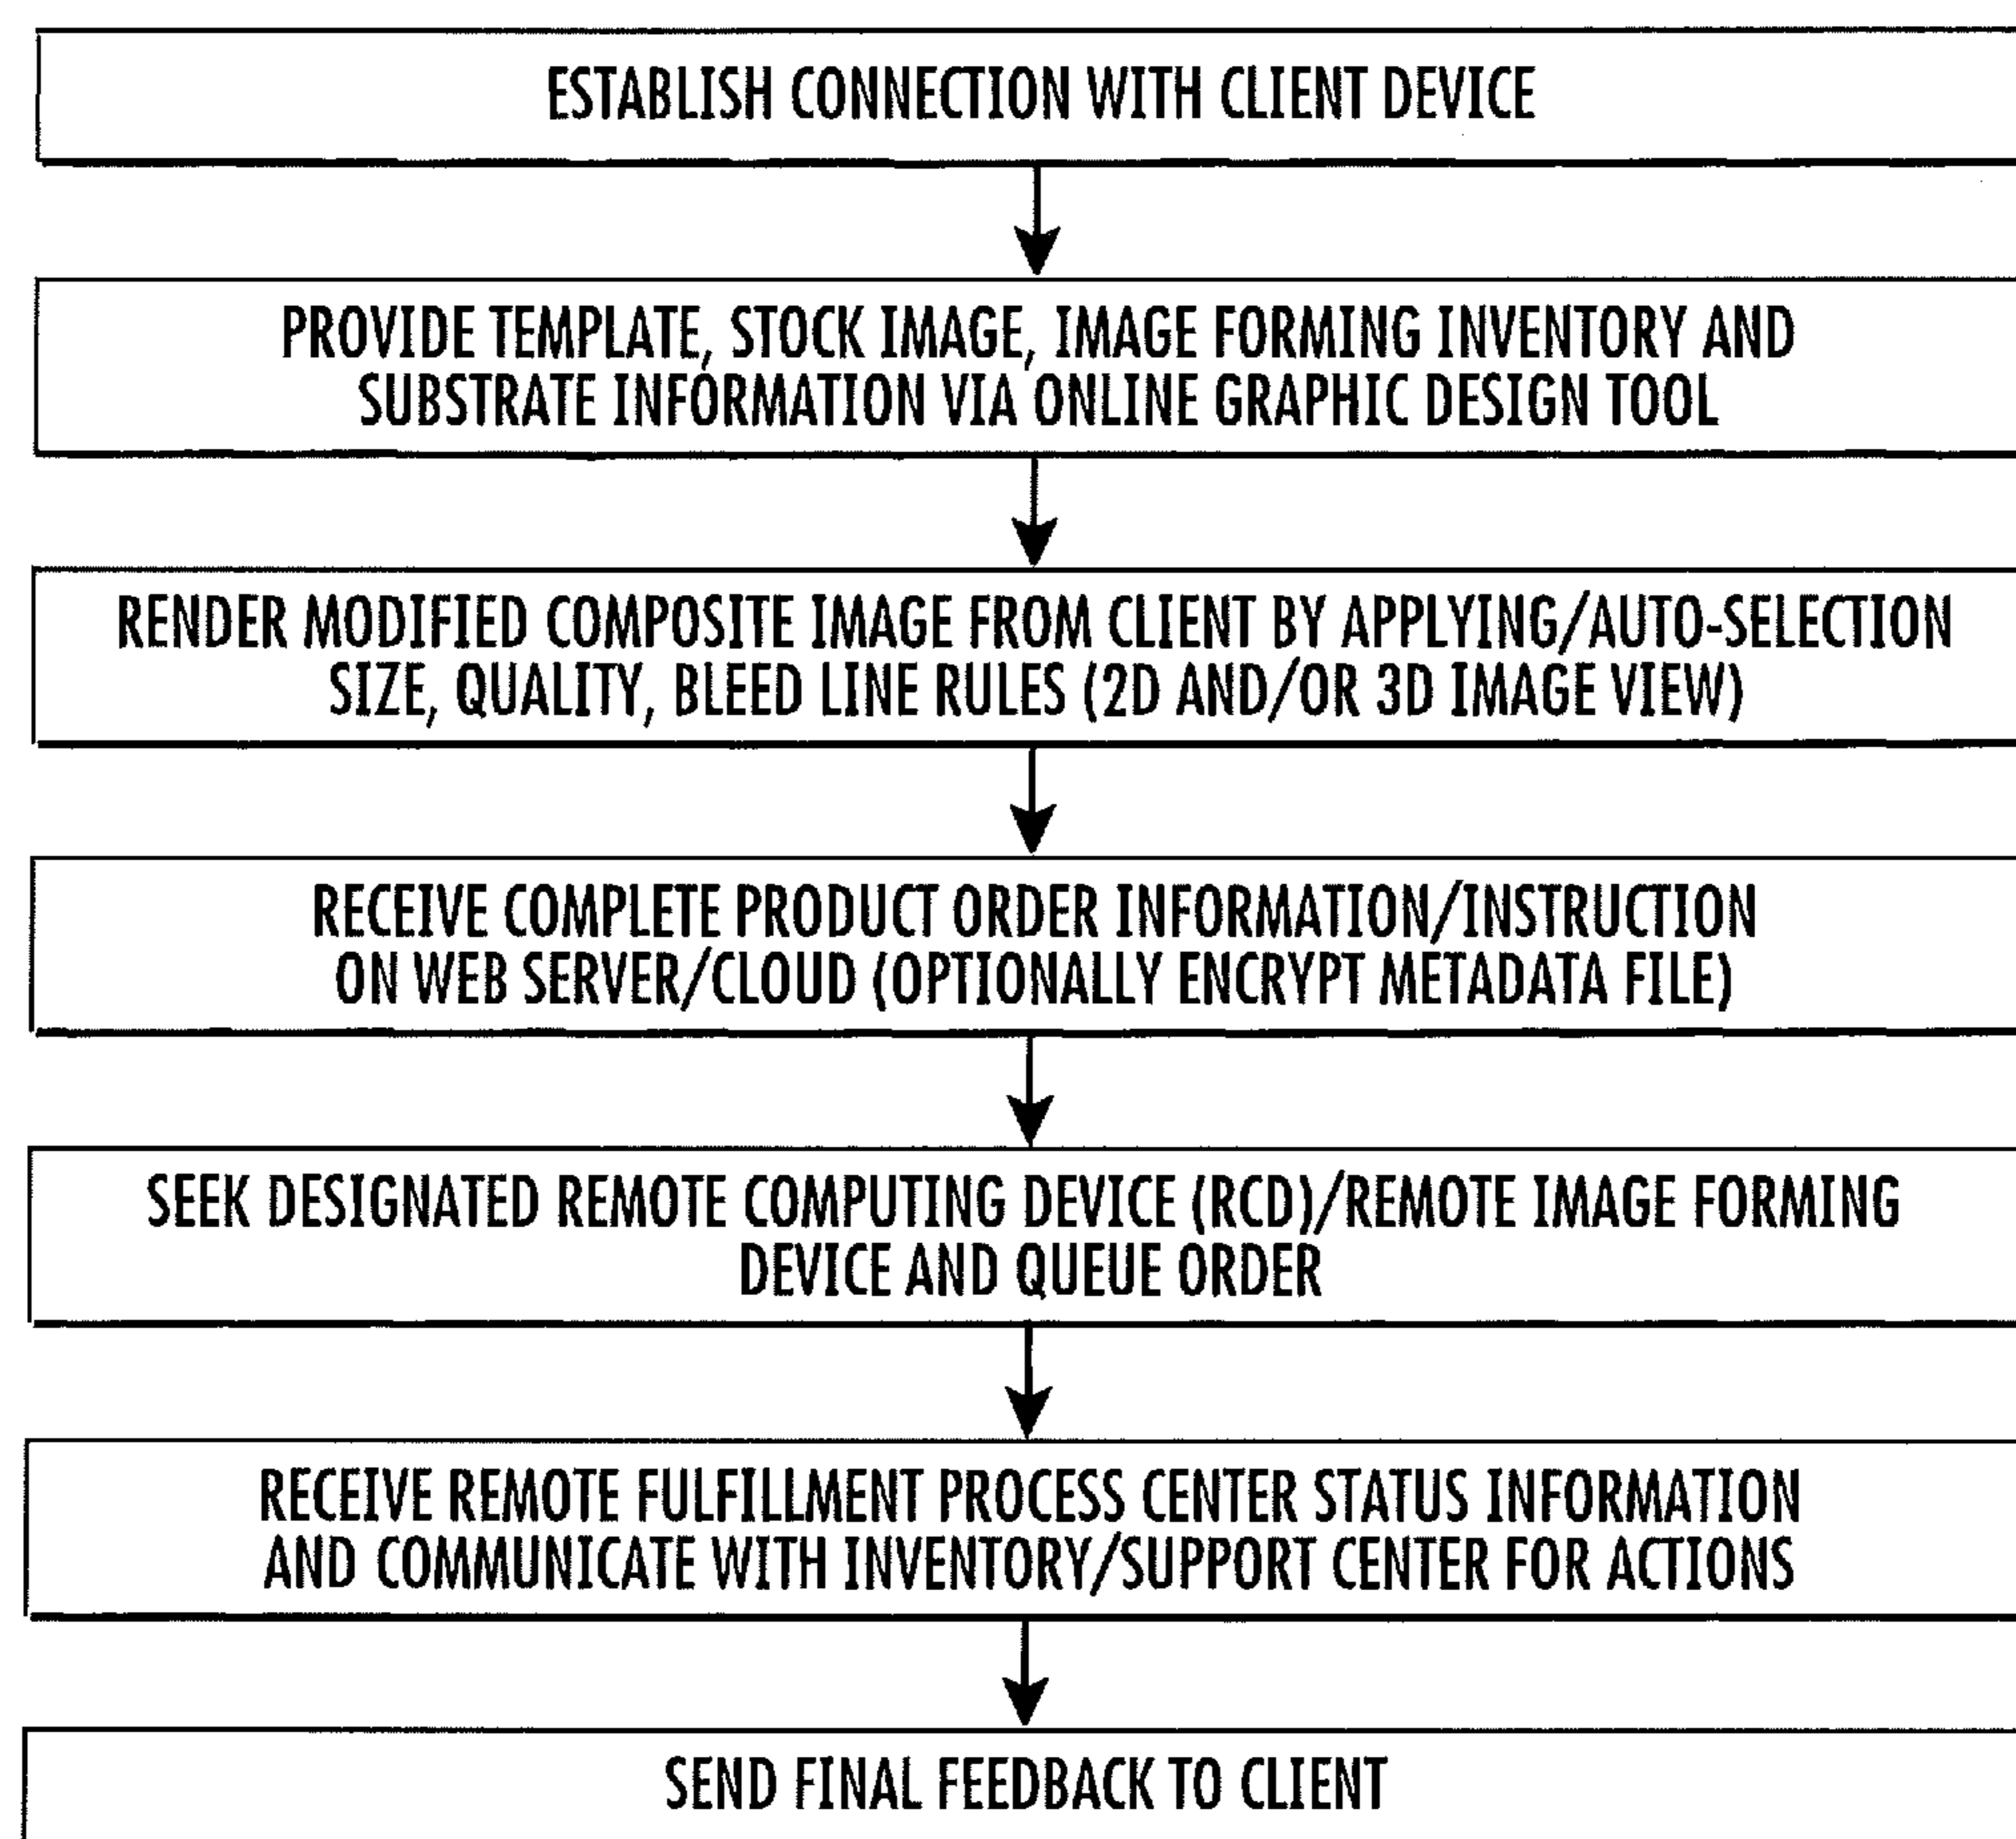 ESTABLISH CONNECTION WITH CLIENT DEVICE
PROVIDE TEMPLATE, STOCK IMAGE, IMAGE FORMING INVENTORY AND
SUBSTRATE INFORMATION VIA ONLINE GRAPHIC DESIGN TOOL
RENDER MODIFIED COMPOSITE IMAGE FROM CLIENT BY APPLYING/AUTO-SELECTION
SIZE, QUALITY, BLEED LINE RULES (2D AND/OR 3D IMAGE VIEW)
RECEIVE COMPLETE PRODUCT ORDER INFORMATION/INSTRUCTION
ON WEB SERVER/CLOUD (OPTIONALLY ENCRYPT METADATA FILE)
SEEK DESIGNATED REMOTE COMPUTING DEVICE (RCD)/REMOTE IMAGE FORMING
DEVICE AND QUEUE ORDER
RECEIVE REMOTE FULFILLMENT PROCESS CENTER STATUS INFORMATION
AND COMMUNICATE WITH INVENTORY/SUPPORT CENTER FOR ACTIONS
SEND FINAL FEEDBACK TO CLIENT